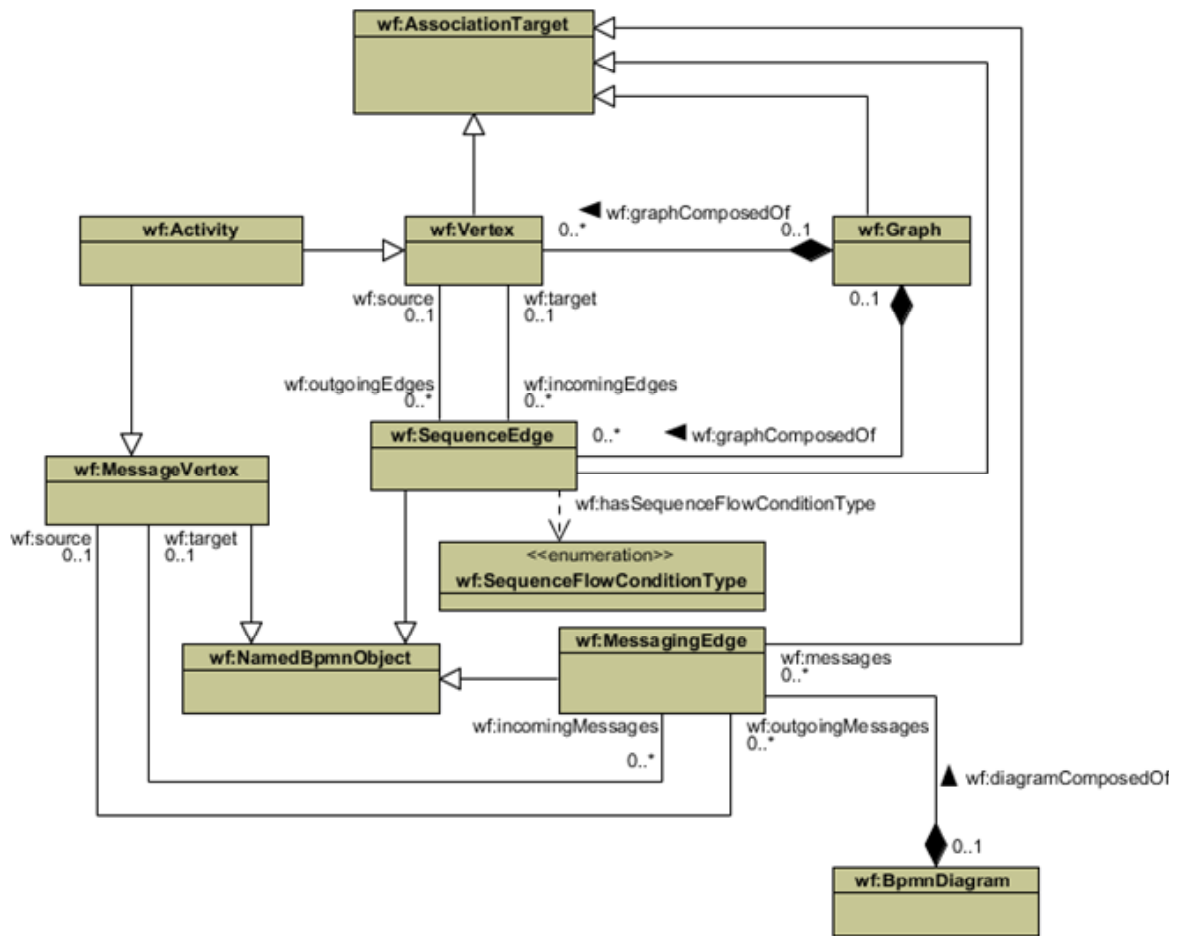 wf:AssociationTarget
wf:Activity
wf:Vertex
wf:graphComposedOf
0..*
0..1
wf:Graph
wf:source
0..1
wf:target
0..1
0..1
wf:outgoingEdges
0..*
wf:incomingEdges
0..*
wf:SequenceEdge
0..*
wf:graphComposedOf
wf:MessageVertex
wf:hasSequenceFlowConditionType
wf:source
0..1
wf:target
0..1
<<enumeration>>
wf:SequenceFlowConditionType
wf:NamedBpmnObject
wf:MessagingEdge
wf:messages
0..*
wf:incomingMessages
0..*
wf:outgoingMessages
0..*
wf:diagramComposedOf
0..1
wf:BpmnDiagram